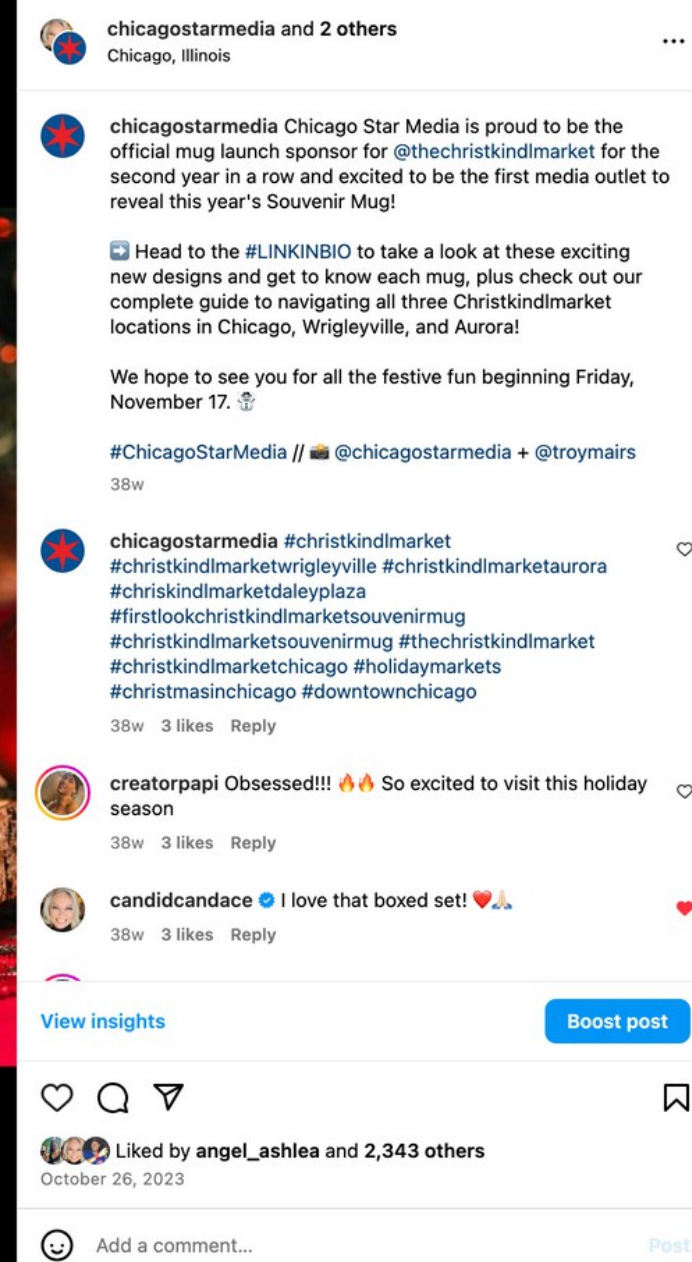 chicagostarmedia and 2 others
Chicago, Illinois
chicagostarmedia Chicago Star Media is proud to be the
official mug launch sponsor for @thechristkindlmarket for the
second year in a row and excited to be the first media outlet to
reveal this year's Souvenir Mug!
➡️ Head to the #LINKINBIO to take a look at these exciting
new designs and get to know each mug, plus check out our
complete guide to navigating all three Christkindlmarket
locations in Chicago, Wrigleyville, and Aurora!
We hope to see you for all the festive fun beginning Friday,
November 17. ☃️
#ChicagoStarMedia // 📸 @chicagostarmedia + @troymairs
38w
chicagostarmedia #christkindlmarket
#christkindlmarketwrigleyville #christkindlmarketaurora
#chriskindlmarketdaleyplaza
#firstlookchristkindlmarketsouvenirmug
#christkindlmarketsouvenirmug #thechristkindlmarket
#christkindlmarketchicago #holidaymarkets
#christmasinchicago #downtownchicago
38w 3 likes Reply
creatorpapi Obsessed!!! 🔥🔥 So excited to visit this holiday
season
38w 3 likes Reply
candidcandace I love that boxed set! ❤️🙏🏻
38w 3 likes Reply
View insights
Boost post
Liked by angel_ashlea and 2,343 others
October 26, 2023
Add a comment...
Post